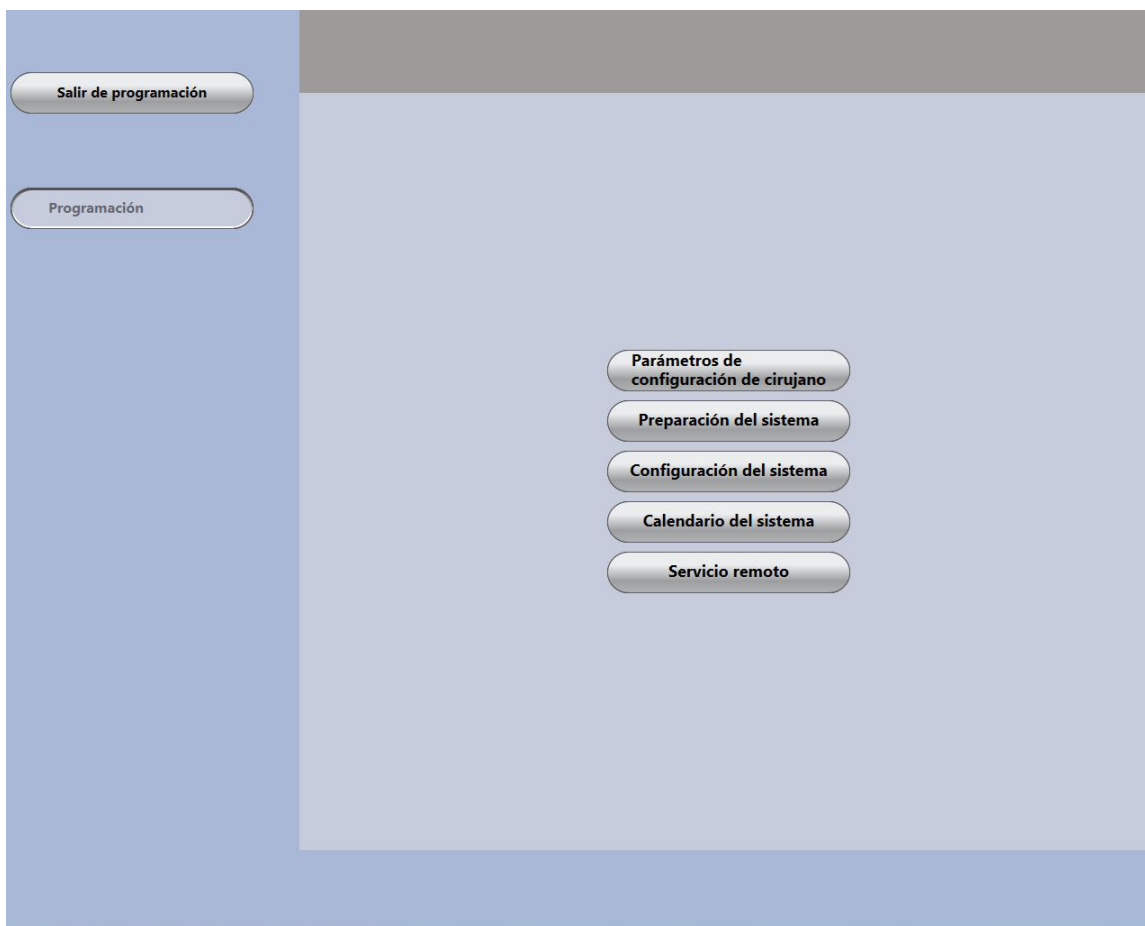 Salir de programación
Programación
Parámetros de
configuración de cirujano
Preparación del sistema
Configuración del sistema
Calendario del sistema
Servicio remoto